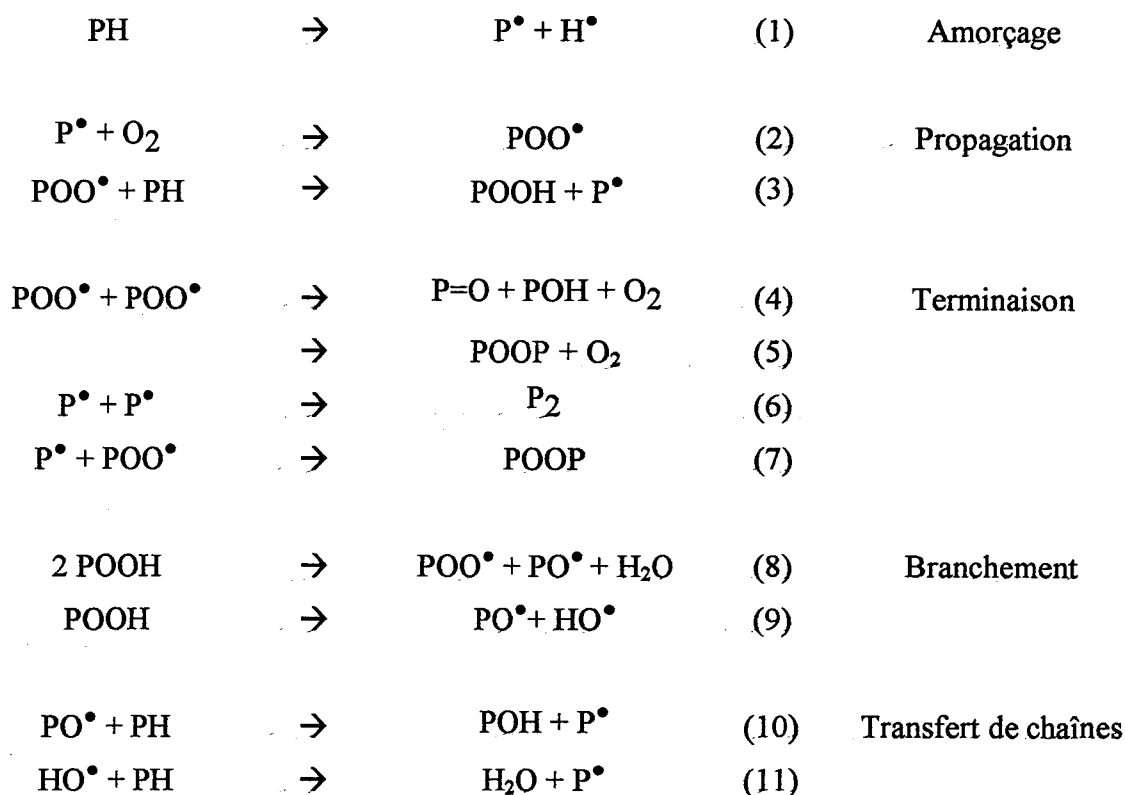 PH → P• + H• (1) Amorçage
P• + O₂ → POO• (2) Propagation
POO• + PH → POOH + P• (3)
POO• + POO• → P=O + POH + O₂ (4) Terminaison
→ POOP + O₂ (5)
P• + P• → P₂ (6)
P• + POO• → POOP (7)
2 POOH → POO• + PO• + H₂O (8) Branchement
POOH → PO• + HO• (9)
PO• + PH → POH + P• (10) Transfert de chaînes
HO• + PH → H₂O + P• (11)